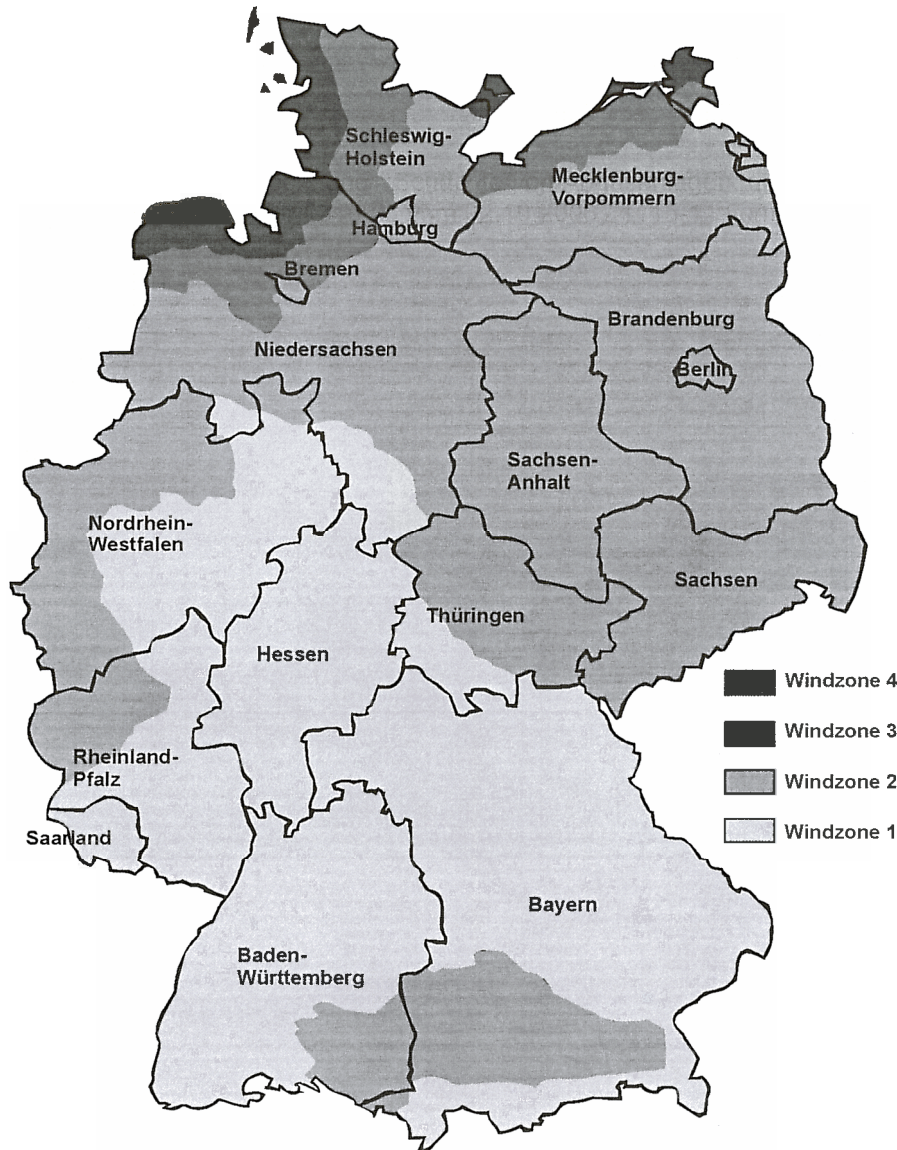 Schleswig-
Holstein
Mecklenburg-
Vorpommern
Hamburg
Bremen
Brandenburg
Niedersachsen
Berlin
Sachsen-
Anhalt
Nordrhein-
Westfalen
Sachsen
Thüringen
Hessen
Windzone 4
Windzone 3
Windzone 2
Windzone 1
Rheinland-
Pfalz
Saarland
Bayern
Baden-
Württemberg